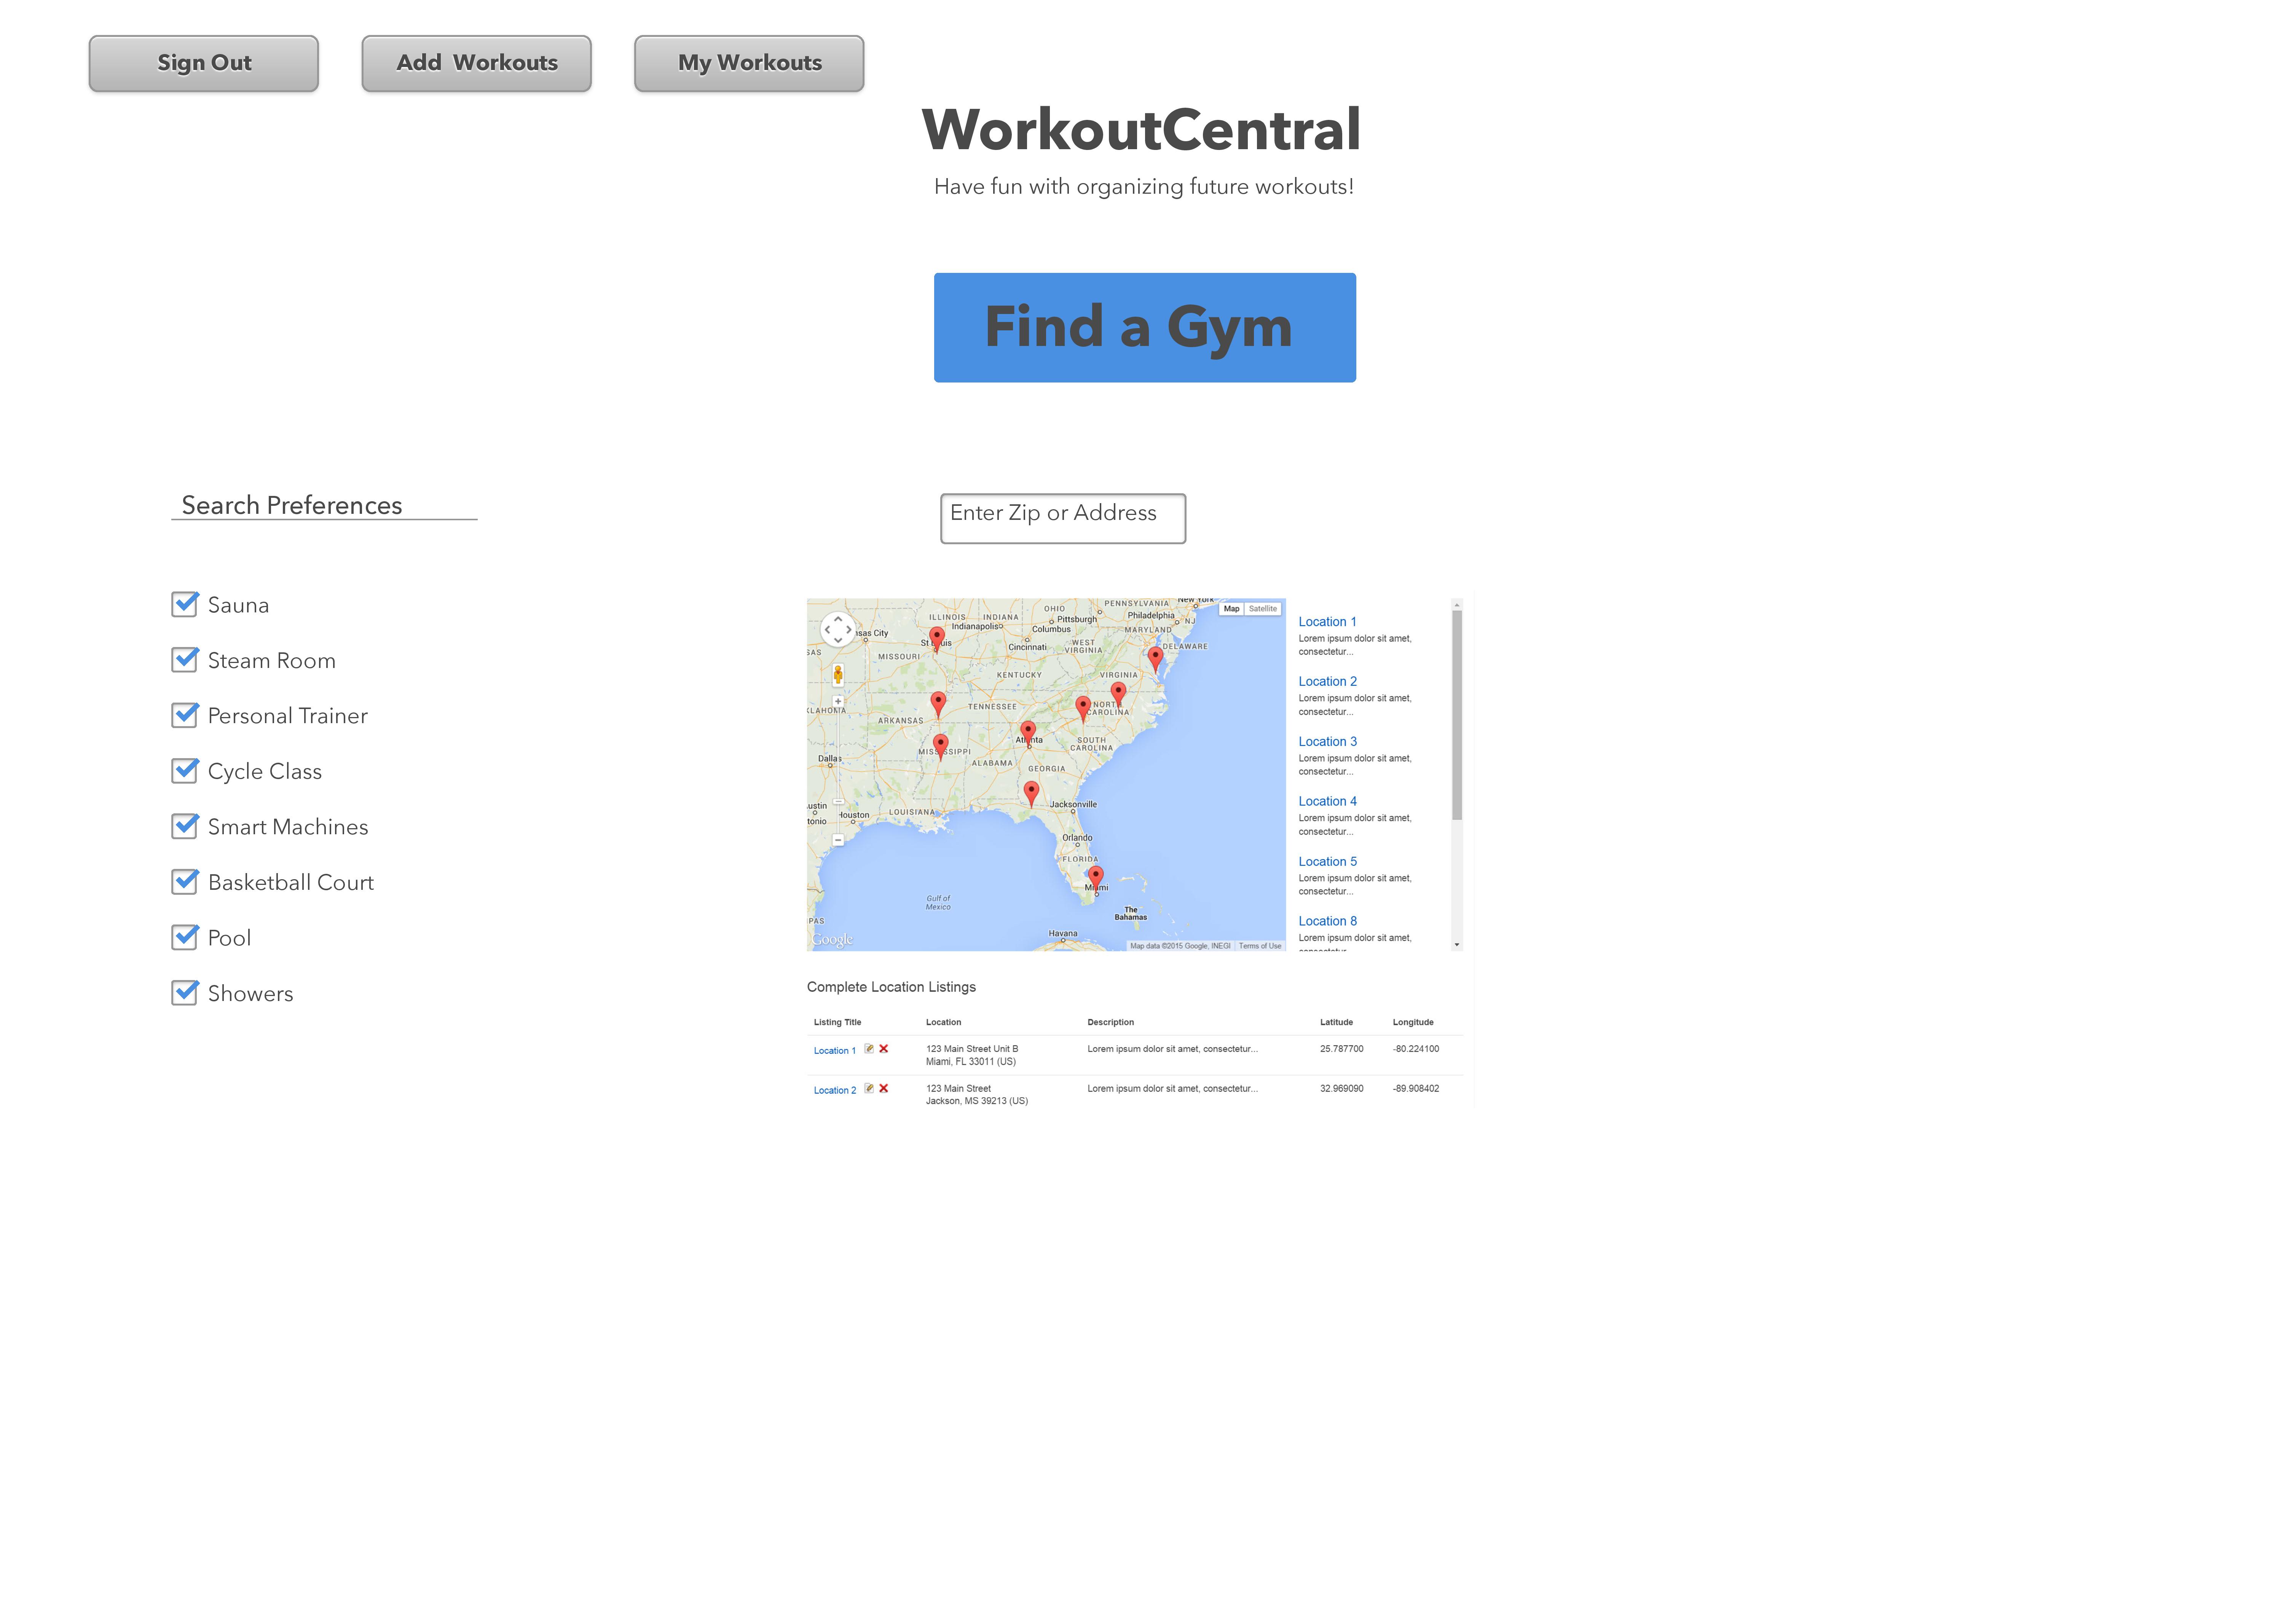 Sign Out
Add Workouts
My Workouts
WorkoutCentral
Have fun with organizing future workouts!
Find a Gym
Search Preferences
Sauna
Steam Room
Personal Trainer
Cycle Class
Smart Machines
Basketball Court
Pool
Showers
Enter Zip or Address
Map
Satellite
PENNSYLVANIA
OHIO
ILLINOIS
INDIANA
Pittsburgh
Philadelphia
NJ
Indianapolis
Columbus
MARYLAND
Cincinnati
WEST
VIRGINIA
DELAWARE
MISSOURI
KENTUCKY
VIRGINIA
TENNESSEE
NORTH
CAROLINA
ARKANSAS
Atlanta
SOUTH
CAROLINA
MISSISSIPPI
Dallas
ALABAMA
GEORGIA
Jacksonville
LOUISIANA
Houston
Orlando
FLORIDA
Miami
Gulf of
Mexico
The
Bahamas
Havana
Google
Map data ©2015 Google, INEGI
Terms of Use
Location 1
Lorem ipsum dolor sit amet,
consectetur...
Location 2
Lorem ipsum dolor sit amet,
consectetur...
Location 3
Lorem ipsum dolor sit amet,
consectetur...
Location 4
Lorem ipsum dolor sit amet,
consectetur...
Location 5
Lorem ipsum dolor sit amet,
consectetur...
Location 8
Lorem ipsum dolor sit amet,
Complete Location Listings
Listing Title Location Description Latitude Longitude
Location 1 123 Main Street Unit B Lorem ipsum dolor sit amet, consectetur... 25.787700 -80.224100
Miami, FL 33011 (US)
Location 2 123 Main Street Lorem ipsum dolor sit amet, consectetur... 32.969090 -89.908402
Jackson, MS 39213 (US)